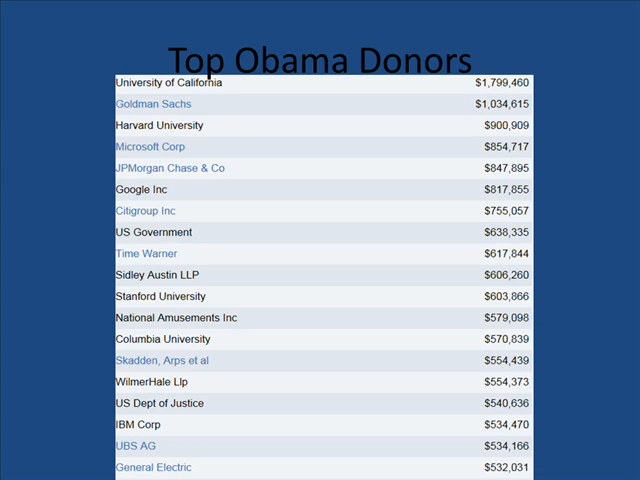 Top Obama Donors
University of California $1,799,460
Goldman Sachs $1,034,615
Harvard University $900,909
Microsoft Corp $854,717
JPMorgan Chase & Co $847,895
Google Inc $817,855
Citigroup Inc $755,057
US Government $638,335
Time Warner $617,844
Sidley Austin LLP $606,260
Stanford University $603,866
National Amusements Inc $579,098
Columbia University $570,839
Skadden, Arps et al $554,439
WilmerHale Llp $554,373
US Dept of Justice $540,636
IBM Corp $534,470
UBS AG $534,166
General Electric $532,031